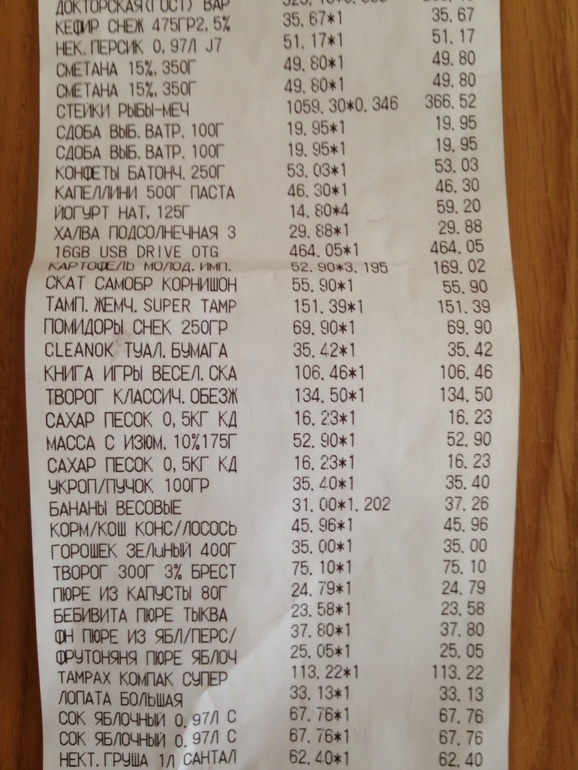 ДОКТОРСКАЯ(ГОСТ) ВАР
КЕФИР СНЕЖ 475ГР2,5% 35.67*1 35.67
НЕК.ПЕРСИК 0,97Л J7 51.17*1 51.17
СМЕТАНА 15%,350Г 49.80*1 49.80
СМЕТАНА 15%,350Г 49.80*1 49.80
СТЕЙКИ РЫБЫ-МЕЧ 1059.30*0.346 366.52
СДОБА ВЫБ.ВАТР.100Г 19.95*1 19.95
СДОБА ВЫБ.ВАТР.100Г 19.95*1 19.95
КОНФЕТЫ БАТОНЧ.250Г 53.03*1 53.03
КАПЕЛЛИНИ 500Г ПАСТА 46.30*1 46.30
ЙОГУРТ НАТ,125Г 14.80*4 59.20
ХАЛВА ПОДСОЛНЕЧНАЯ 3 29.88*1 29.88
16GB USB DRIVE OTG 464.05*1 464.05
КАРТОФЕЛЬ МОЛОД.ИМП. 52.90*3.195 169.02
СКАТ САМОБР КОРНИШОН 55.90*1 55.90
ТАМП.ЖЕМЧ.SUPER TAMP 151.39*1 151.39
ПОМИДОРЫ СНЕК 250ГР 69.90*1 69.90
CLEANOK ТУАЛ.БУМАГА 35.42*1 35.42
КНИГА ИГРЫ ВЕСЕЛ.СКА 106.46*1 106.46
ТВОРОГ КЛАССИЧ.ОБЕЗЖ 134.50*1 134.50
САХАР ПЕСОК 0,5КГ КД 16.23*1 16.23
МАССА С ИЗЮМ.10%175Г 52.90*1 52.90
САХАР ПЕСОК 0,5КГ КД 16.23*1 16.23
УКРОП/ПУЧОК 100ГР 35.40*1 35.40
БАНАНЫ ВЕСОВЫЕ 31.00*1.202 37.26
КОРМ/КОШ КОНС/ЛОСОСЬ 45.96*1 45.96
ГОРОШЕК ЗЕЛИНЫЙ 400Г 35.00*1 35.00
ТВОРОГ 300Г 3% БРЕСТ 75.10*1 75.10
ПЮРЕ ИЗ КАПУСТЫ 80Г 24.79*1 24.79
БЕБИВИТА ПЮРЕ ТЫКВА 23.58*1 23.58
ФН ПЮРЕ ИЗ ЯБЛ/ПЕРС/ 37.80*1 37.80
ФРУТОНЯНЯ ПЮРЕ ЯБЛОЧ 25.05*1 25.05
ТАМРАХ КОМПАК СУПЕР 113.22*1 113.22
ЛОПАТА БОЛЬШАЯ 33.13*1 33.13
СОК ЯБЛОЧНЫЙ 0,97Л С 67.76*1 67.76
СОК ЯБЛОЧНЫЙ 0,97Л С 67.76*1 67.76
НЕКТ.ГРУША 1Л САНТАЛ 62.40*1 62.40